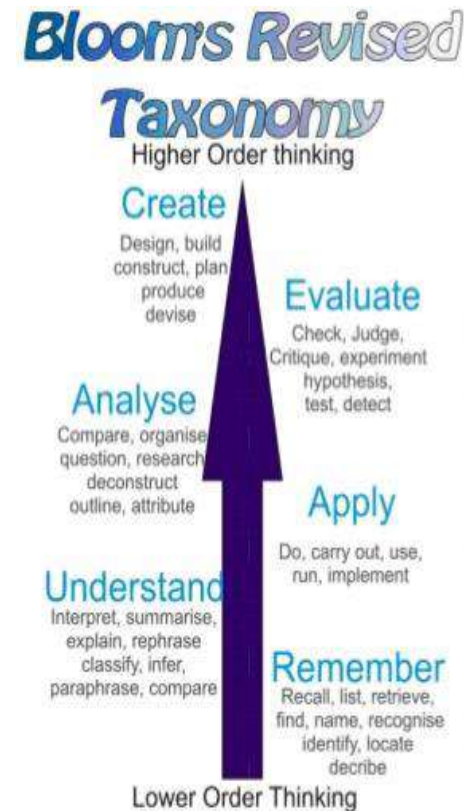 Bloom's Revised
Taxonomy
Higher Order thinking
Create
Design, build
construct, plan
produce
devise
Evaluate
Check, Judge,
Critique, experiment
hypothesis,
test, detect
Analyse
Compare, organise
question, research
deconstruct
outline, attribute
Apply
Do, carry out, use,
run, implement
Understand
Interpret, summarise,
explain, rephrase
classify, infer,
paraphrase, compare
Remember
Recall, list, retrieve,
find, name, recognise
identify, locate
decribe
Lower Order Thinking